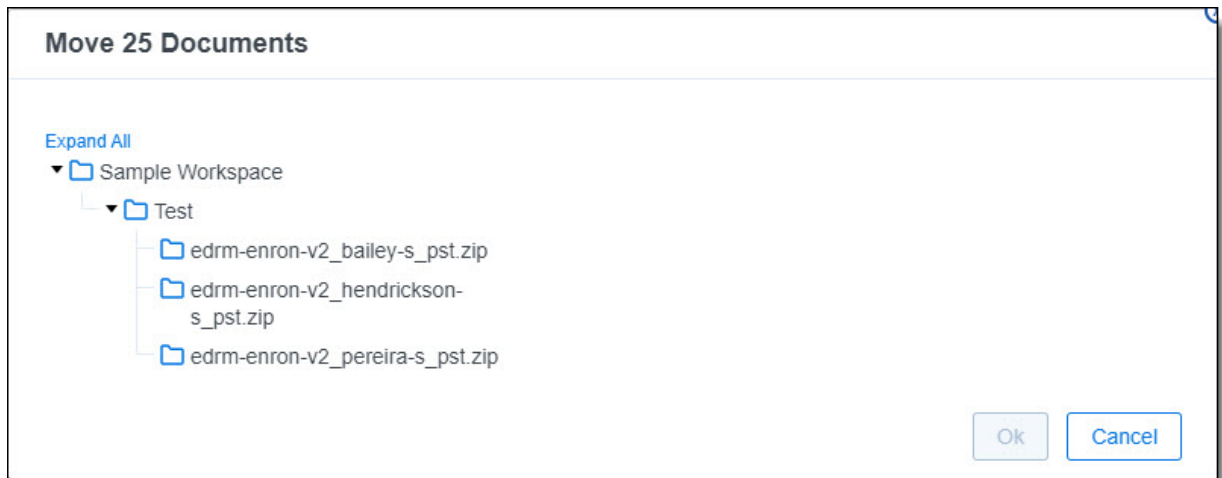 Move 25 Documents
Expand All
Sample Workspace
Test
edrm-enron-v2_bailey-s_pst.zip
edrm-enron-v2_hendrickson-
s_pst.zip
edrm-enron-v2_pereira-s_pst.zip
Ok Cancel